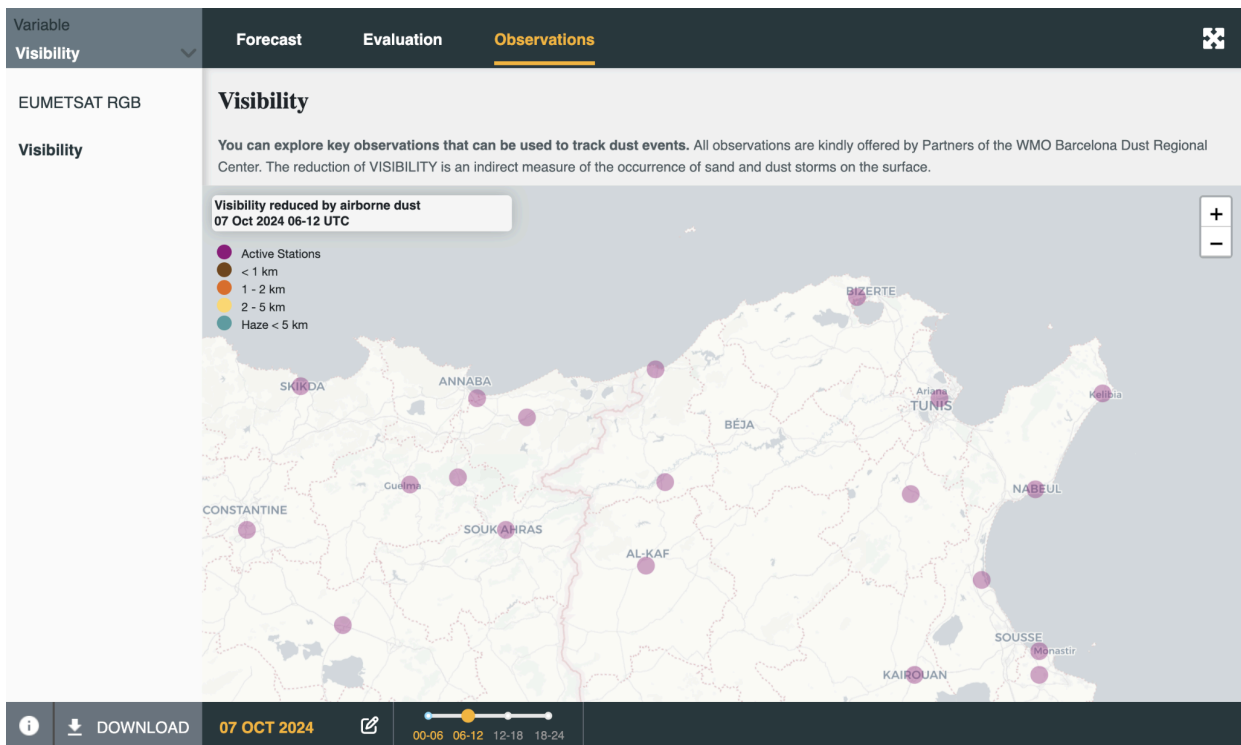 Variable
Visibility
Forecast
Evaluation
Observations
EUMETSAT RGB
Visibility
Visibility
You can explore key observations that can be used to track dust events. All observations are kindly offered by Partners of the WMO Barcelona Dust Regional
Center. The reduction of VISIBILITY is an indirect measure of the occurrence of sand and dust storms on the surface.
Visibility reduced by airborne dust
07 Oct 2024 06-12 UTC
+
−
Active Stations
< 1 km
1 - 2 km
2 - 5 km
Haze < 5 km
BIZERTE
SKIKDA
ANNABA
Ariana
TUNIS
Kelibia
BÉJA
Guelma
NABEUL
CONSTANTINE
SOUK AHRAS
AL-KAF
SOUSSE
Monastir
KAIROUAN
i
DOWNLOAD
07 OCT 2024
00-06 06-12 12-18 18-24